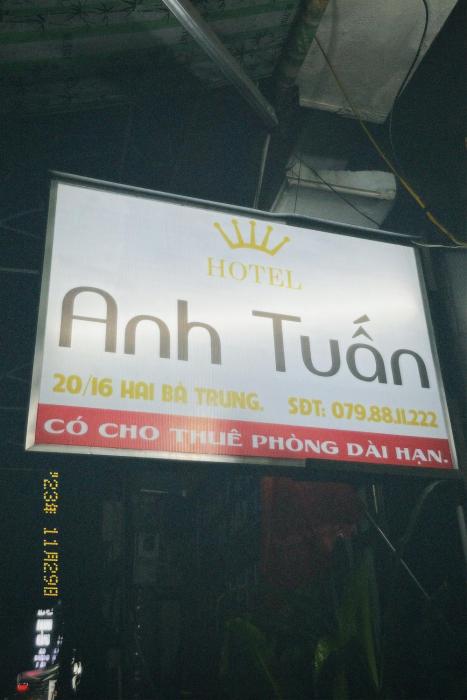 HOTEL
Anh Tuấn
20/16 HAI BÀ TRƯNG. SĐT: 079.88.11.222
CÓ CHO THUÊ PHÒNG DÀI HẠN.
'23年 11月29日